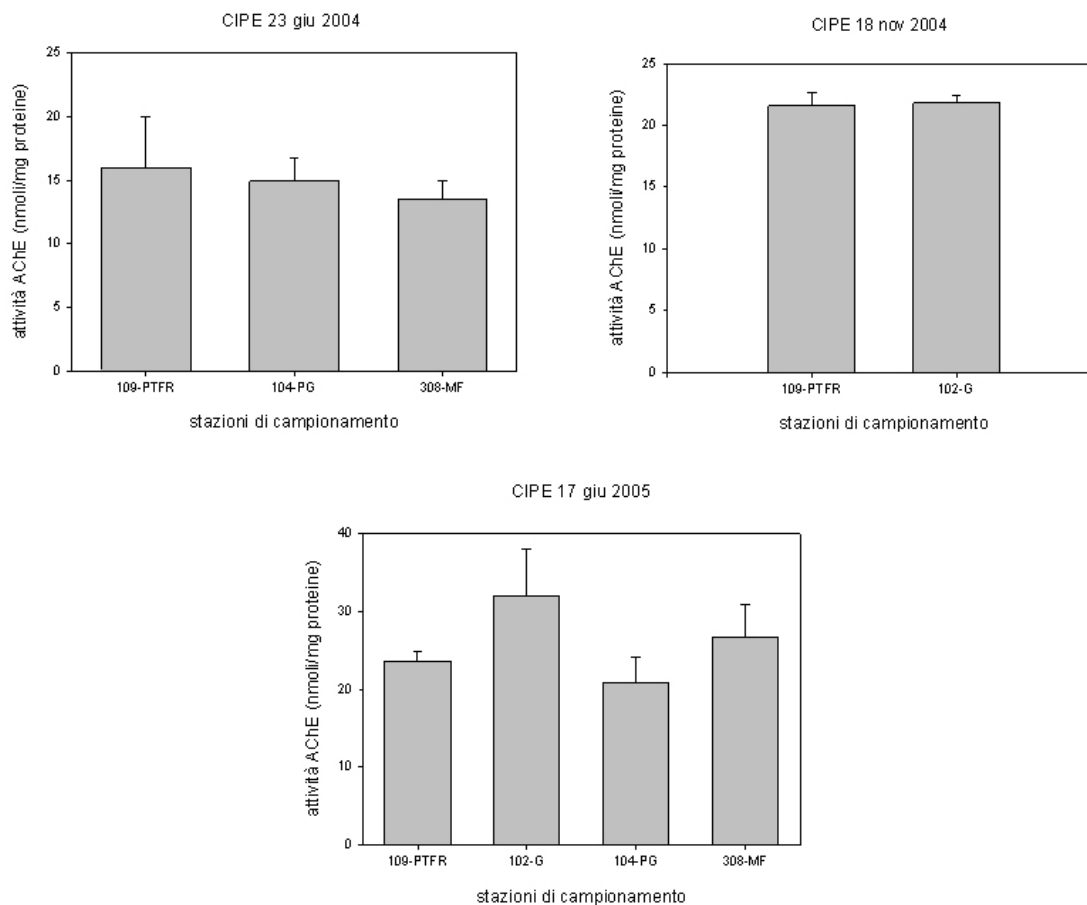 CIPE 23 giu 2004
attività AChE (nmoli/mg proteine)
25
20
15
10
5
0
109-PTFR 104-PG 308-MF
stazioni di campionamento
CIPE 18 nov 2004
attività AChE (nmoli/mg proteine)
25
20
15
10
5
0
109-PTFR 102-G
stazioni di campionamento
CIPE 17 giu 2005
attività AChE (nmoli/mg proteine)
40
30
20
10
0
109-PTFR 102-G 104-PG 308-MF
stazioni di campionamento